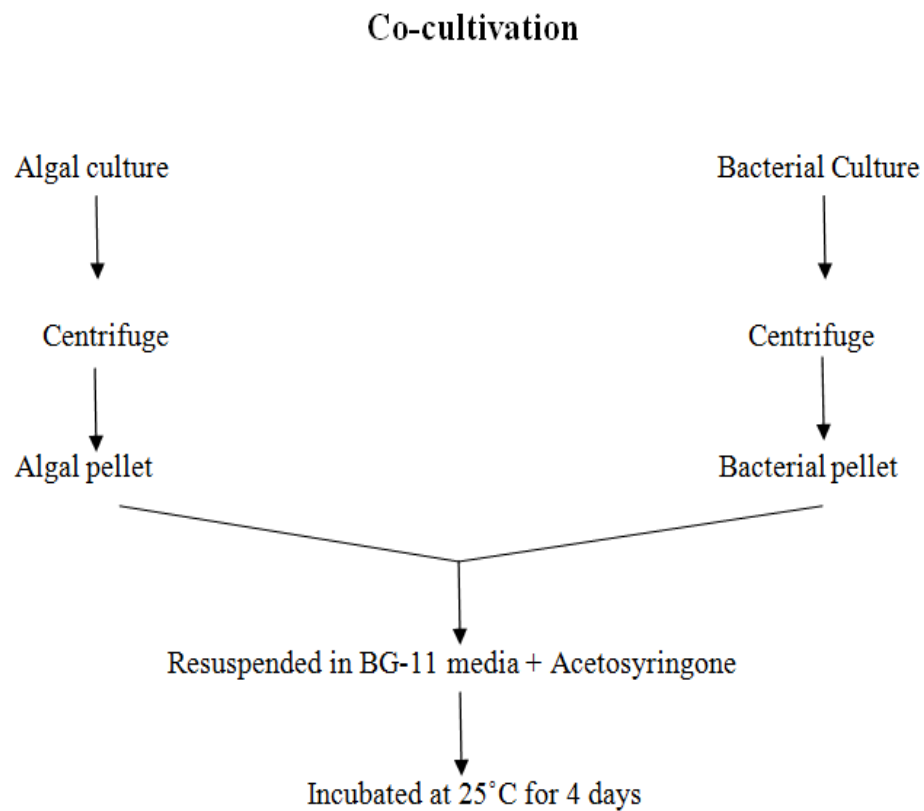 Co-cultivation
Algal culture
Bacterial Culture
Centrifuge
Centrifuge
Algal pellet
Bacterial pellet
Resuspended in BG-11 media + Acetosyringone
Incubated at 25˚C for 4 days